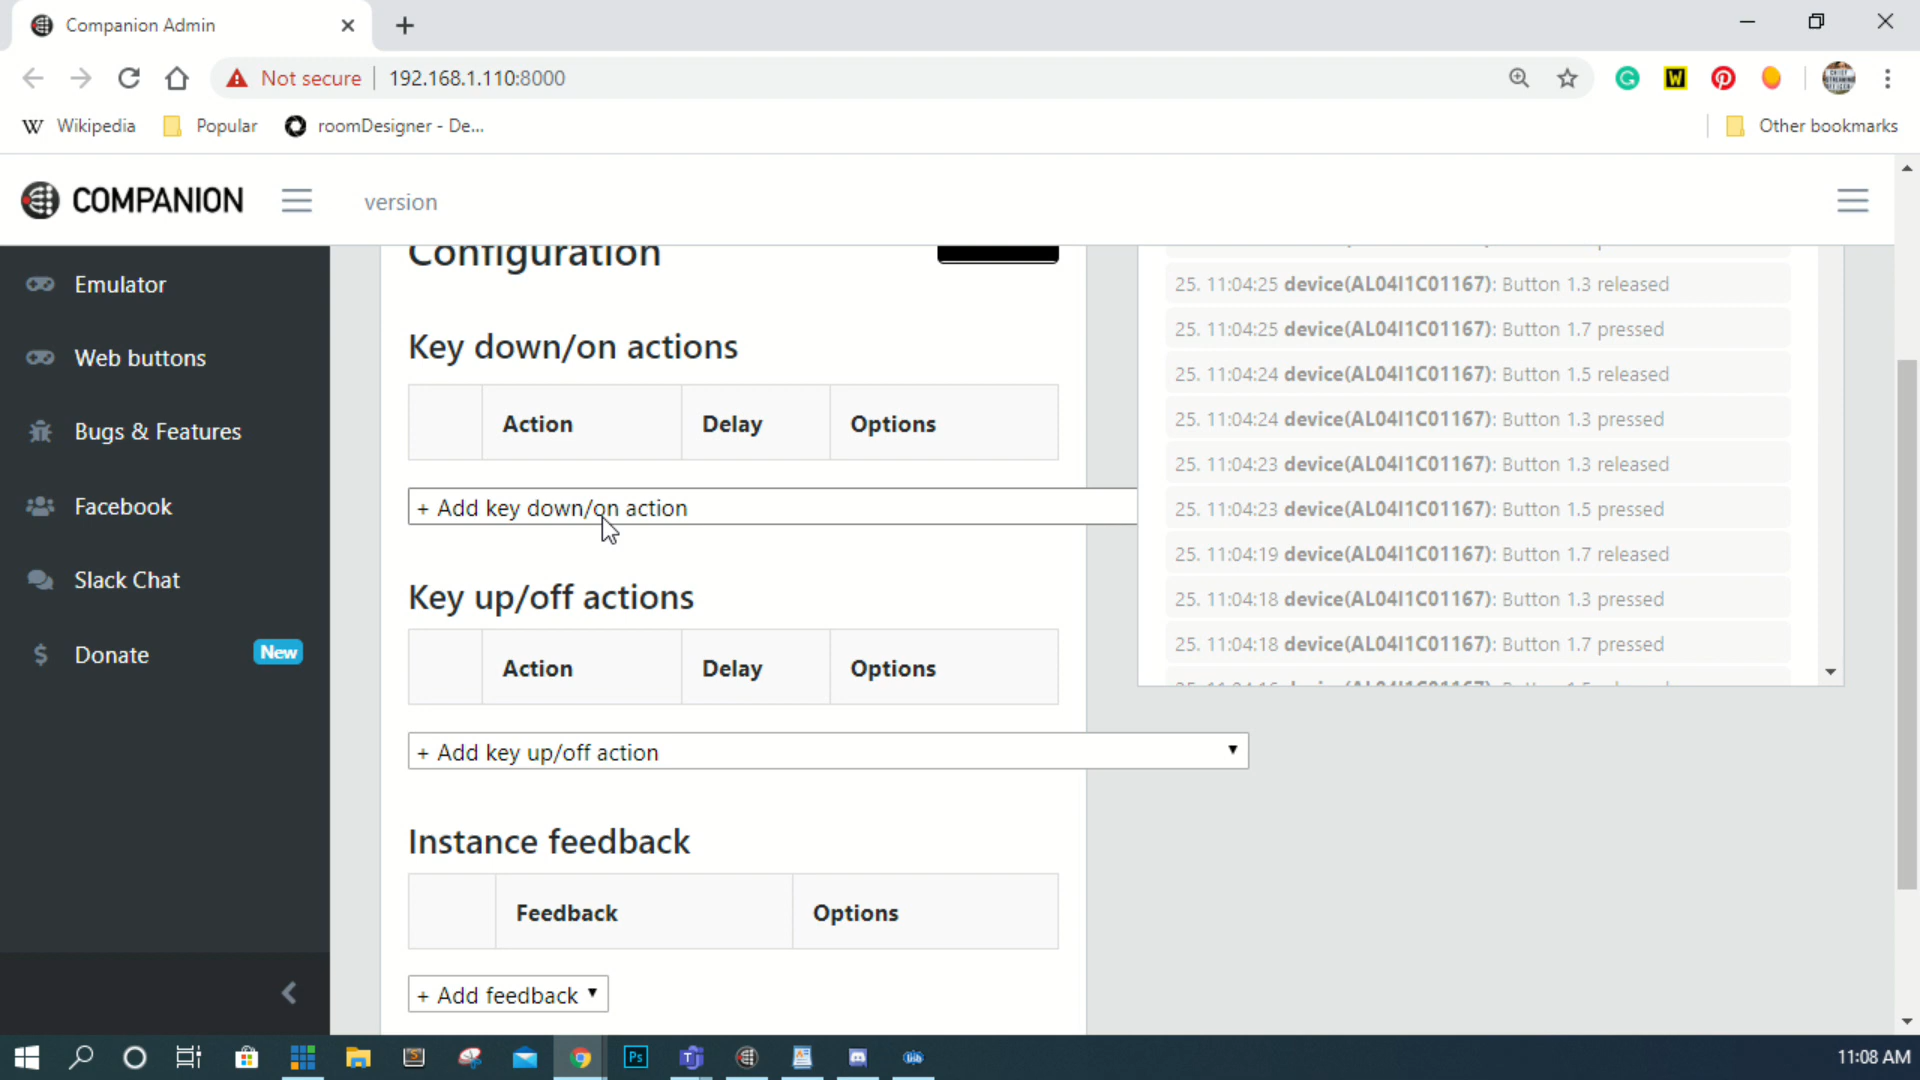 Companion Admin
Not secure
192.168.1.110:8000
W
Wikipedia
Popular
roomDesigner - De...
Other bookmarks
COMPANION
version
Emulator
Web buttons
Bugs & Features
Facebook
Slack Chat
Donate
New
Configuration
Key down/on actions
Action
Delay
Options
+ Add key down/on action
Key up/off actions
Action
Delay
Options
+ Add key up/off action
Instance feedback
Feedback
Options
+ Add feedback
25. 11:04:25 device(AL04I1C01167): Button 1.3 released
25. 11:04:25 device(AL04I1C01167): Button 1.7 pressed
25. 11:04:24 device(AL04I1C01167): Button 1.5 released
25. 11:04:24 device(AL04I1C01167): Button 1.3 pressed
25. 11:04:23 device(AL04I1C01167): Button 1.3 released
25. 11:04:23 device(AL04I1C01167): Button 1.5 pressed
25. 11:04:19 device(AL04I1C01167): Button 1.7 released
25. 11:04:18 device(AL04I1C01167): Button 1.3 pressed
25. 11:04:18 device(AL04I1C01167): Button 1.7 pressed
Ps
11:08 AM